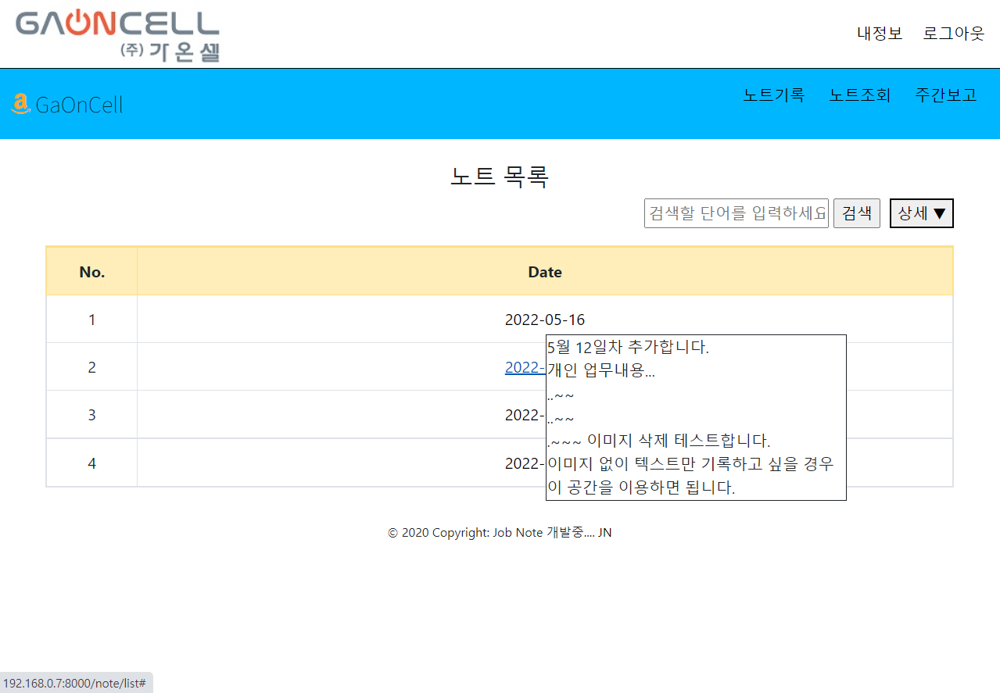 GAONCELL
(주)가온셀
내정보 로그아웃
a GaOnCell
노트기록 노트조회 주간보고
노트 목록
검색할 단어를 입력하세요 검색 상세 ▼
No. Date
1 2022-05-16
2 2022-
3 2022-
4 2022-
5월 12일차 추가합니다.
개인 업무내용...
..~~
..~~
.~~~ 이미지 삭제 테스트합니다.
이미지 없이 텍스트만 기록하고 싶을 경우
이 공간을 이용하면 됩니다.
© 2020 Copyright: Job Note 개발중.... JN
192.168.0.7:8000/note/list#